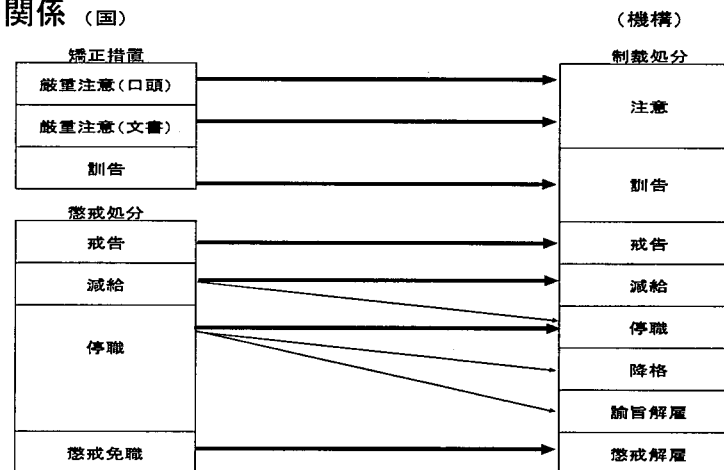 関係（国）
（機構）
矯正措置
厳重注意（口頭）
厳重注意（文書）
訓告
懲戒処分
戒告
減給
停職
懲戒免職
制裁処分
注意
訓告
戒告
減給
停職
降格
諭旨解雇
懲戒解雇